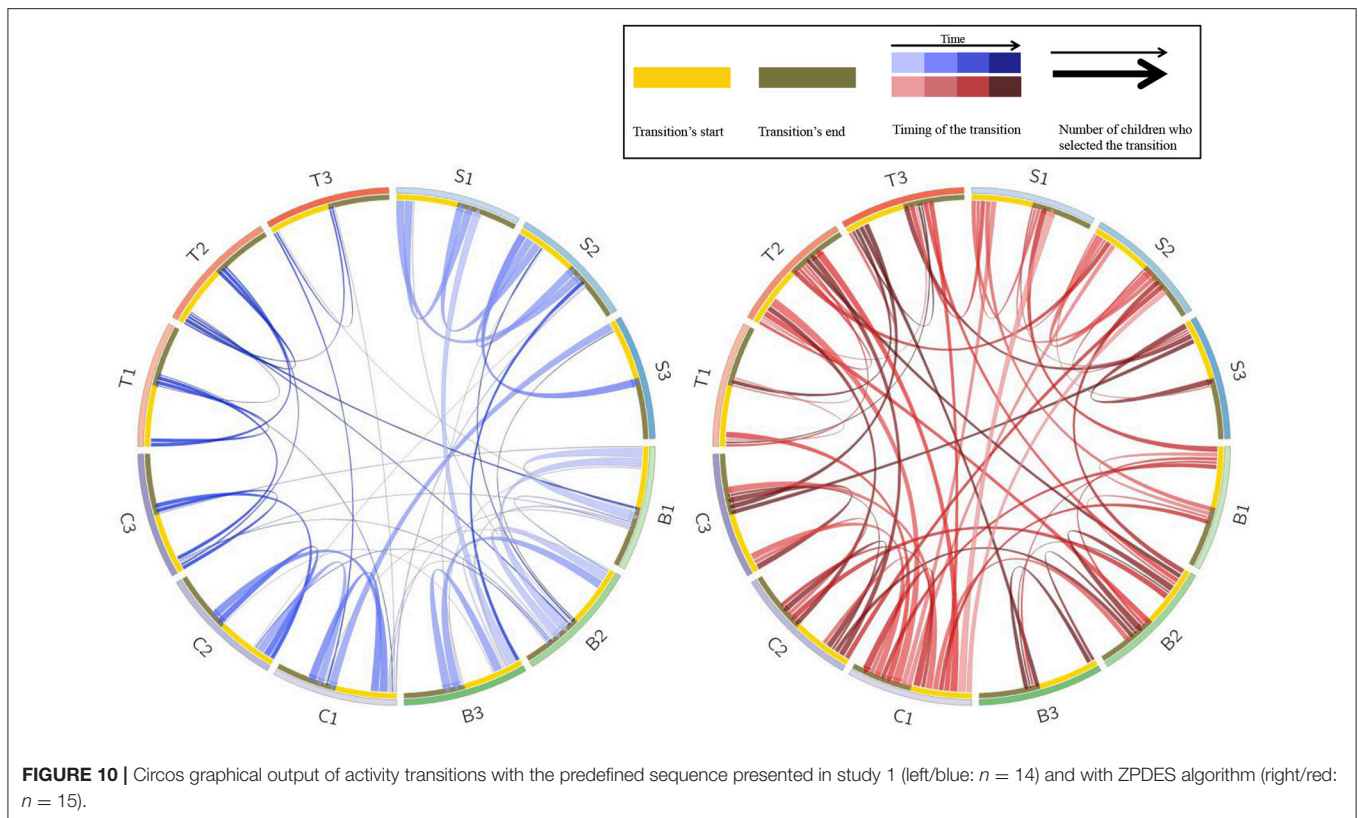 Time
Transition's start
Transition's end
Timing of the transition
Number of children who
selected the transition
T3
S1
T2
S2
T1
S3
C3
B1
C2
B2
C1
B3
T3
S1
T2
S2
T1
S3
C3
B1
C2
B2
C1
B3
FIGURE 10 | Circos graphical output of activity transitions with the predefined sequence presented in study 1 (left/blue: n = 14) and with ZPDES algorithm (right/red:
n = 15).